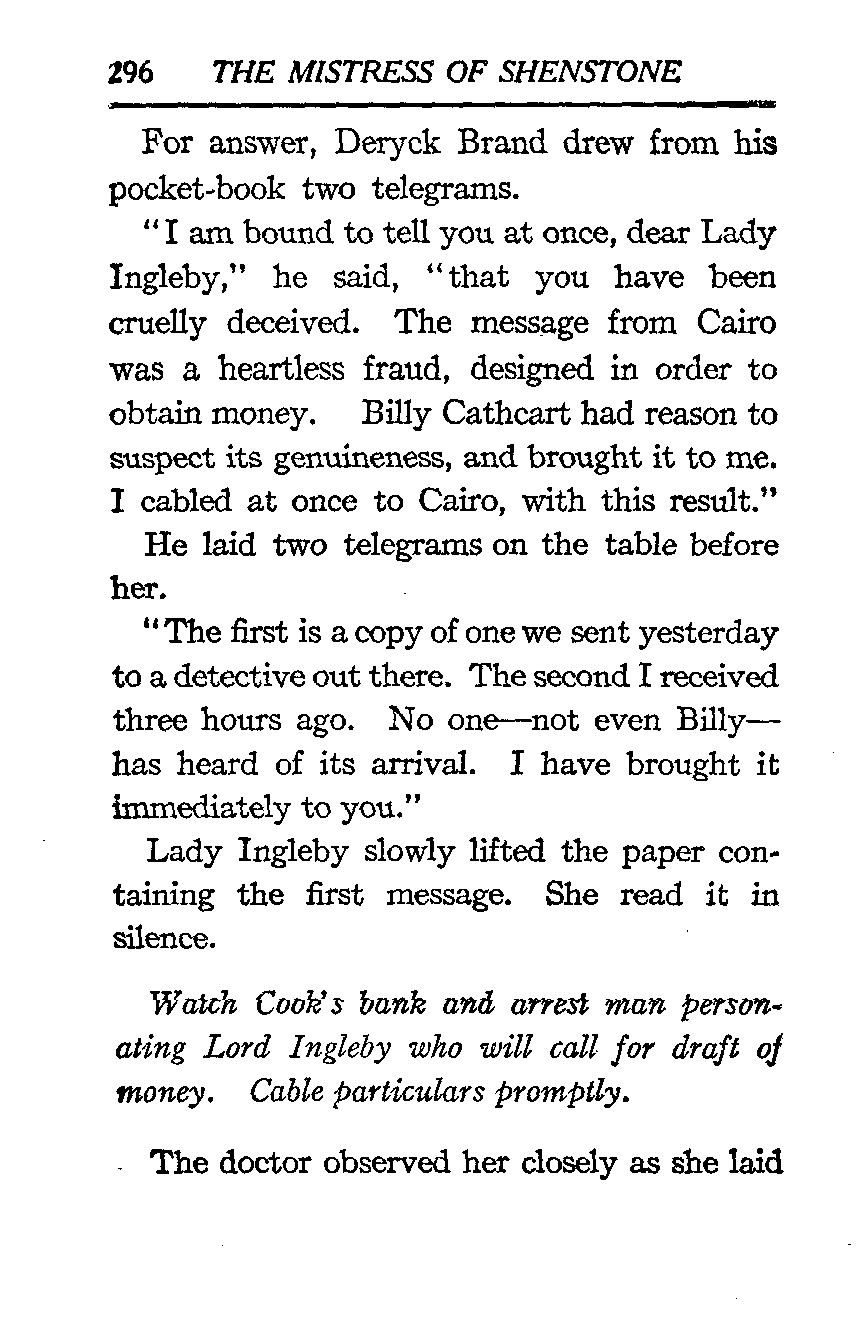 296 THE MISTRESS OF SHENSTONE
For answer, Deryck Brand drew from his
pocket-book two telegrams.
"I am bound to tell you at once, dear Lady
Ingleby," he said, "that you have been
cruelly deceived. The message from Cairo
was a heartless fraud, designed in order to
obtain money. Billy Cathcart had reason to
suspect its genuineness, and brought it to me.
I cabled at once to Cairo, with this result."
He laid two telegrams on the table before
her.
"The first is a copy of one we sent yesterday
to a detective out there. The second I received
three hours ago. No one—not even Billy—
has heard of its arrival. I have brought it
immediately to you."
Lady Ingleby slowly lifted the paper con-
taining the first message. She read it in
silence.
Watch Cook's bank and arrest man person-
ating Lord Ingleby who will call for draft of
money. Cable particulars promptly.
The doctor observed her closely as she laid